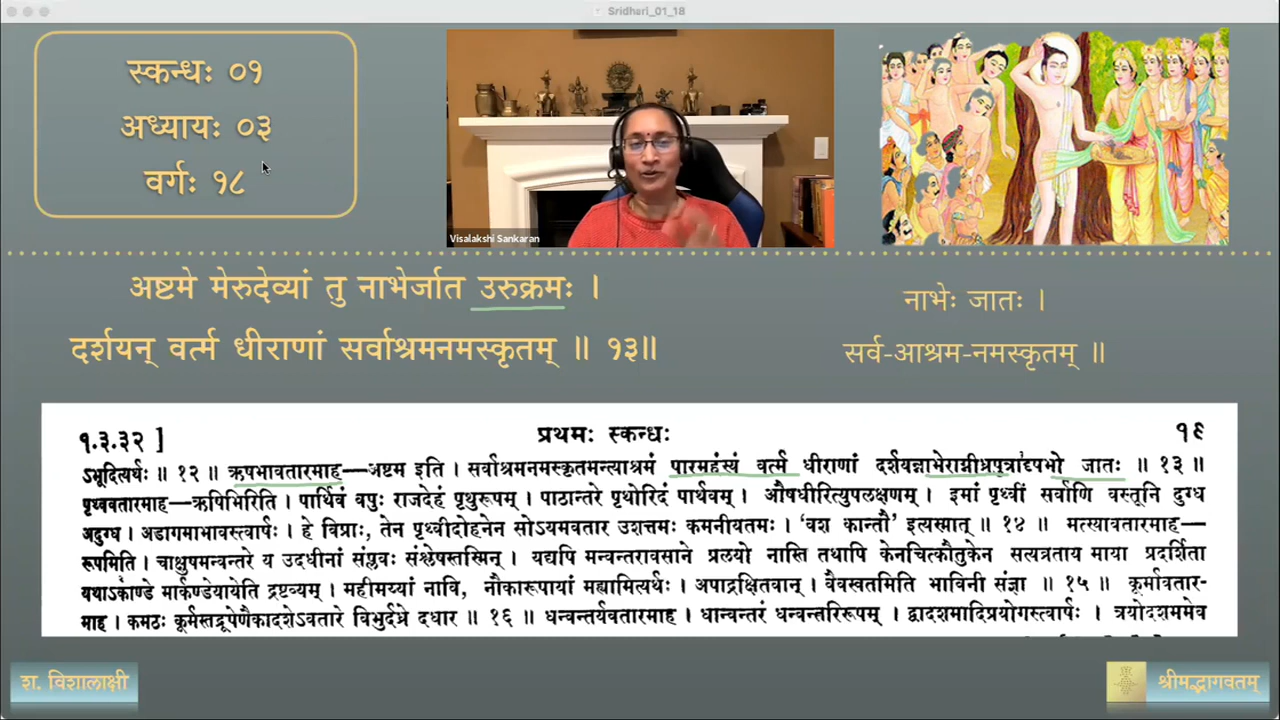 Sridhari_01_18
स्कन्धः ०१
अध्यायः ०३
वर्गः १८
Visalakshi Sankaran
अष्टमे मेरुदेव्यां तु नाभेर्जात उरुक्रमः ।
दर्शयन् वर्त्म धीराणां सर्वाश्रमनमस्कृतम् ॥ १३॥
नाभेः जातः ।
सर्व-आश्रम-नमस्कृतम् ॥
१.३.३२ ] प्रथमः स्कन्धः १९
ऽभूदित्यर्थः ॥ १२ ॥ ऋषभावतारमाह—अष्टम इति । सर्वाश्रमनमस्कृतमन्त्याश्रमं पारमहंस्यं वर्त्म धीराणां दर्शयन्नाभेराग्नीध्रपुत्रादृषभो जातः ॥ १३ ॥
पृथ्ववतारमाह—ऋषिभिरिति । पार्थिवं वपुः राजदेहं पृथुरूपम् । पाठान्तरे पृथोरिदं पार्थवम् । औषधीरित्युपलक्षणम् । इमां पृथ्वीं सर्वाणि वस्तूनि दुग्ध
अदुग्ध । अडागमाभावस्त्वार्षः । हे विप्राः, तेन पृथ्वीदोहनेन सोऽयमवतार उशत्तमः कमनीयतमः । 'वश कान्तौ' इत्यस्मात् ॥ १४ ॥ मत्स्यावतारमाह—
रूपमिति । चाक्षुषमन्वन्तरे य उदधीनां संप्लवः संश्लेषस्तस्मिन् । यद्यपि मन्वन्तरावसाने प्रलयो नास्ति तथापि केनचित्कौतुकेन सत्यव्रताय माया प्रदर्शिता
यथाऽकाण्डे मार्कण्डेयायेति द्रष्टव्यम् । महीमय्यां नावि, नौकारूपायां मह्यामित्यर्थः । अपाद्रक्षितवान् । वैवस्वतमिति भाविनी संज्ञा ॥ १५ ॥ कूर्मावतार-
माह । कमठः कूर्मस्तद्रूपेणैकादशेऽवतारे विभुर्दध्रे दधार ॥ १६ ॥ धन्वन्तर्यवतारमाह । धान्वन्तरं धन्वन्तरिरूपम् । द्वादशमादिप्रयोगस्त्वार्षः । त्रयोदशममेव
श. विशालाक्षी
श्रीमद्भागवतम्